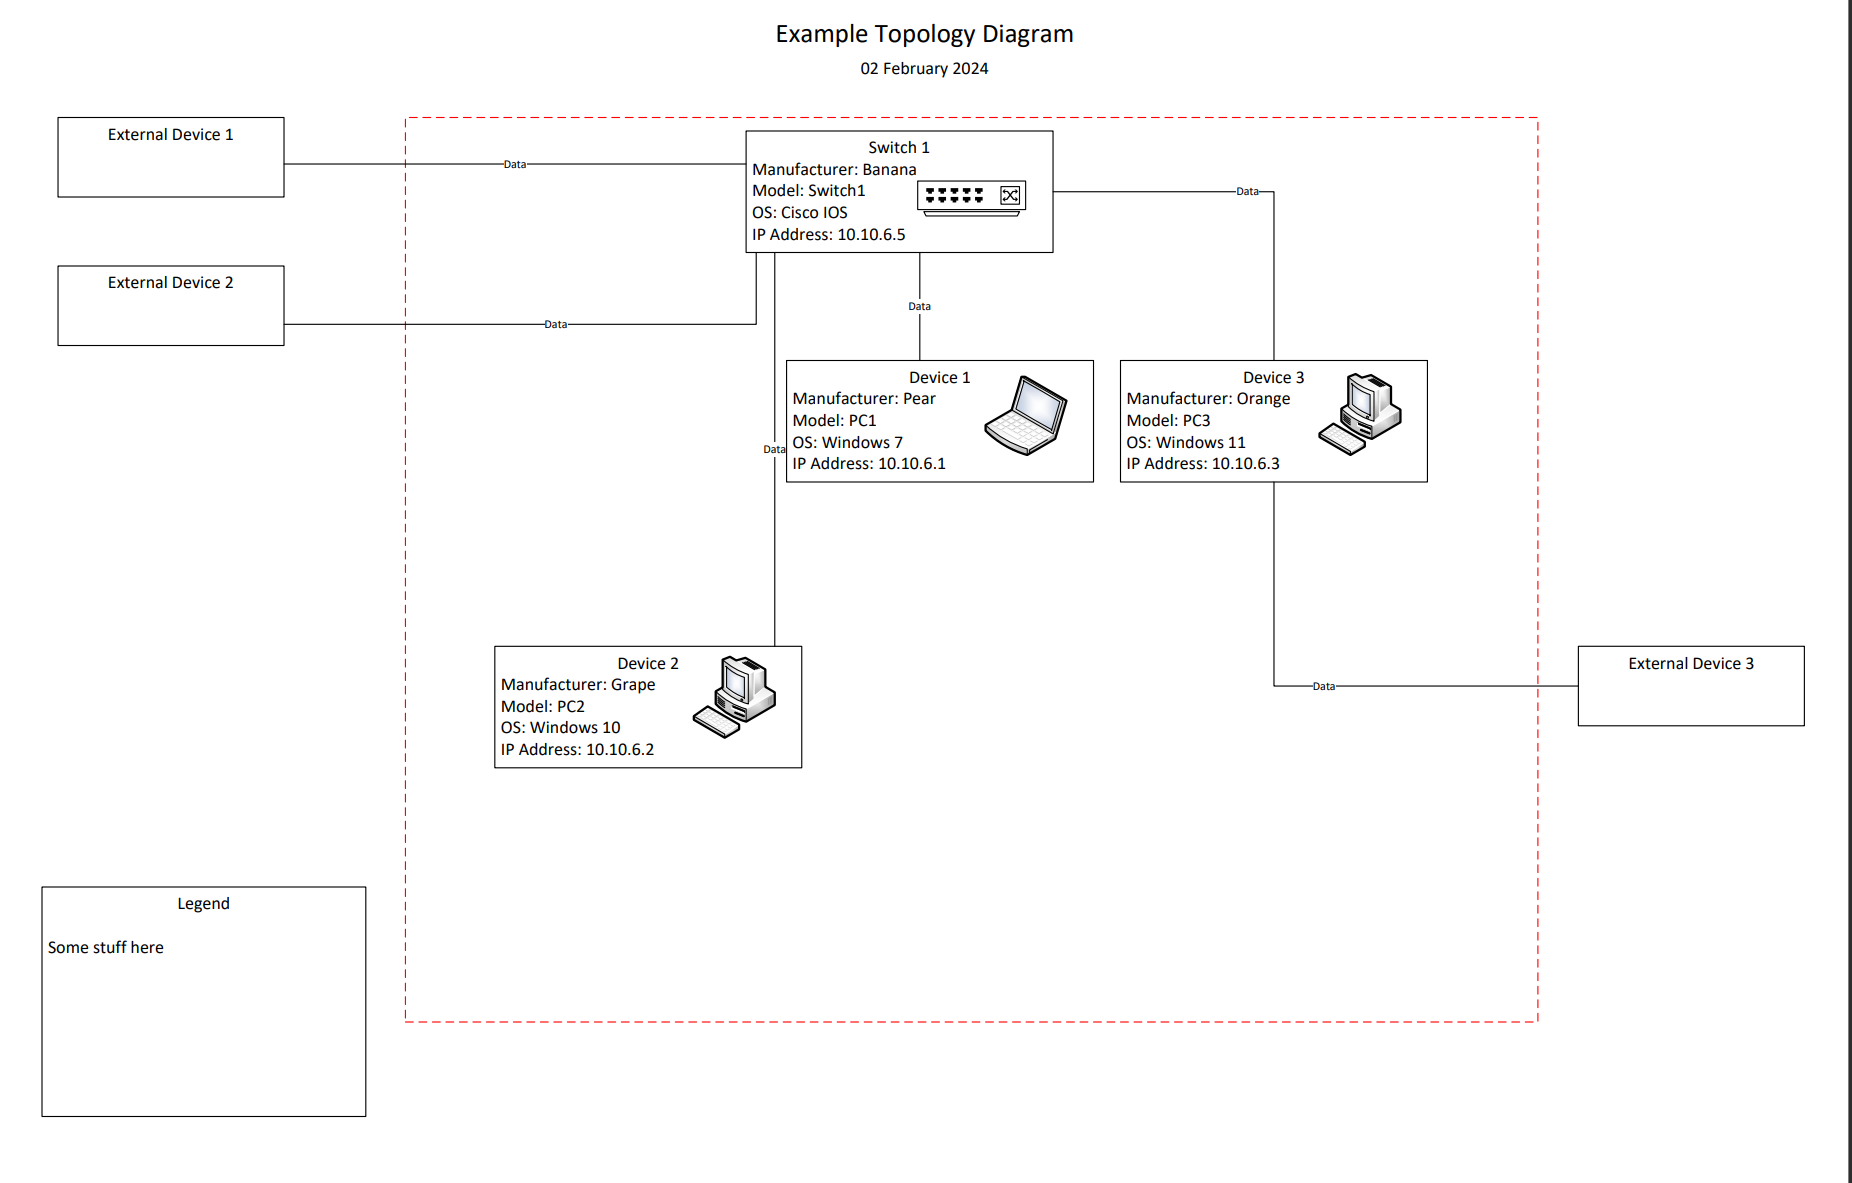 Example Topology Diagram
02 February 2024
External Device 1
Data
Switch 1
Manufacturer: Banana
Model: Switch1
OS: Cisco IOS
IP Address: 10.10.6.5
Data
External Device 2
Data
Data
Data
Device 1
Manufacturer: Pear
Model: PC1
OS: Windows 7
IP Address: 10.10.6.1
Device 3
Manufacturer: Orange
Model: PC3
OS: Windows 11
IP Address: 10.10.6.3
Device 2
Manufacturer: Grape
Model: PC2
OS: Windows 10
IP Address: 10.10.6.2
Data
External Device 3
Legend
Some stuff here